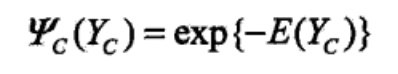 Ψ_C(Y_C) = exp{−E(Y_C)}